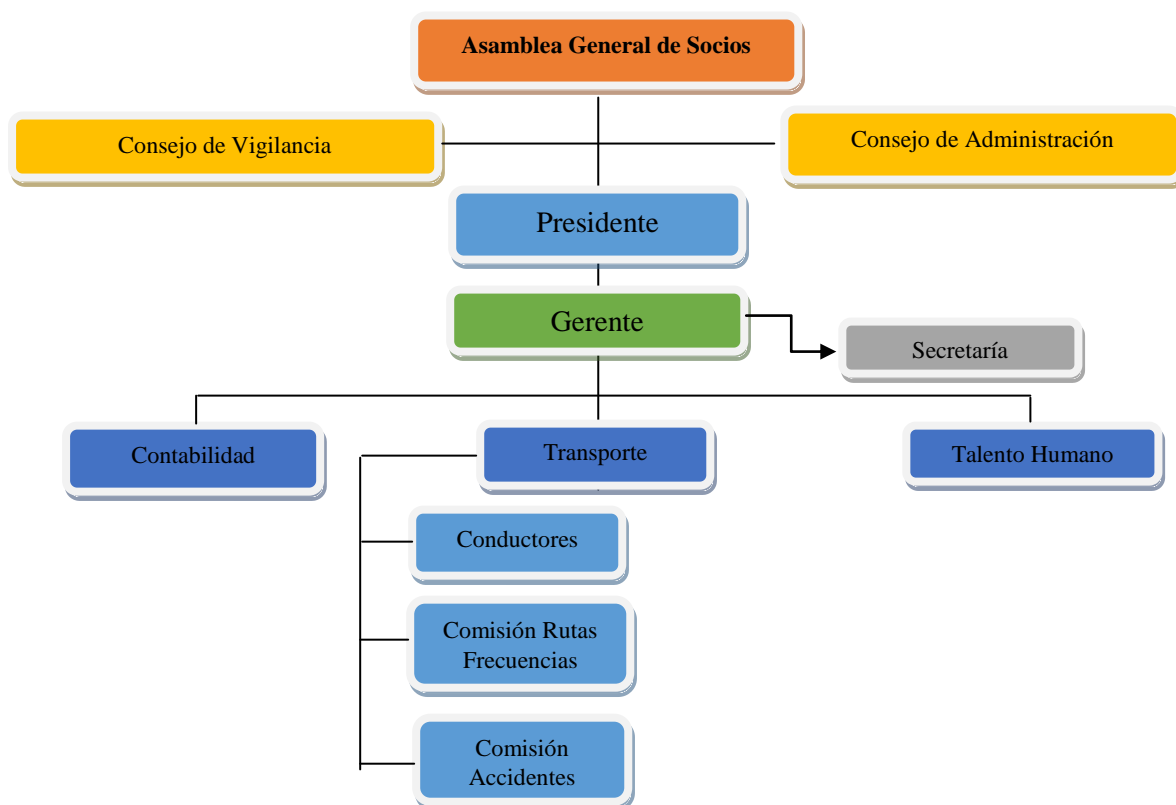 Asamblea General de Socios
Consejo de Vigilancia
Consejo de Administración
Presidente
Gerente
Secretaría
Contabilidad
Transporte
Talento Humano
Conductores
Comisión Rutas
Frecuencias
Comisión
Accidentes